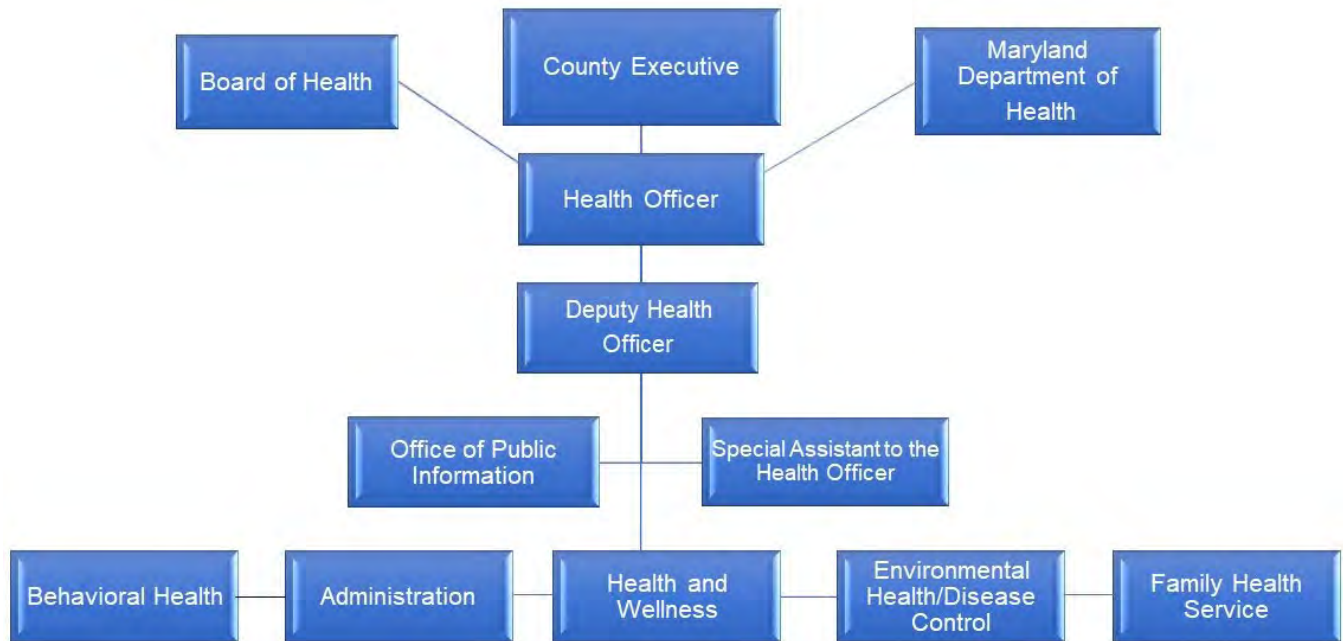 Board of Health
County Executive
Maryland
Department of
Health
Health Officer
Deputy Health
Officer
Office of Public
Information
Special Assistant to the
Health Officer
Behavioral Health
Administration
Health and
Wellness
Environmental
Health/Disease
Control
Family Health
Service